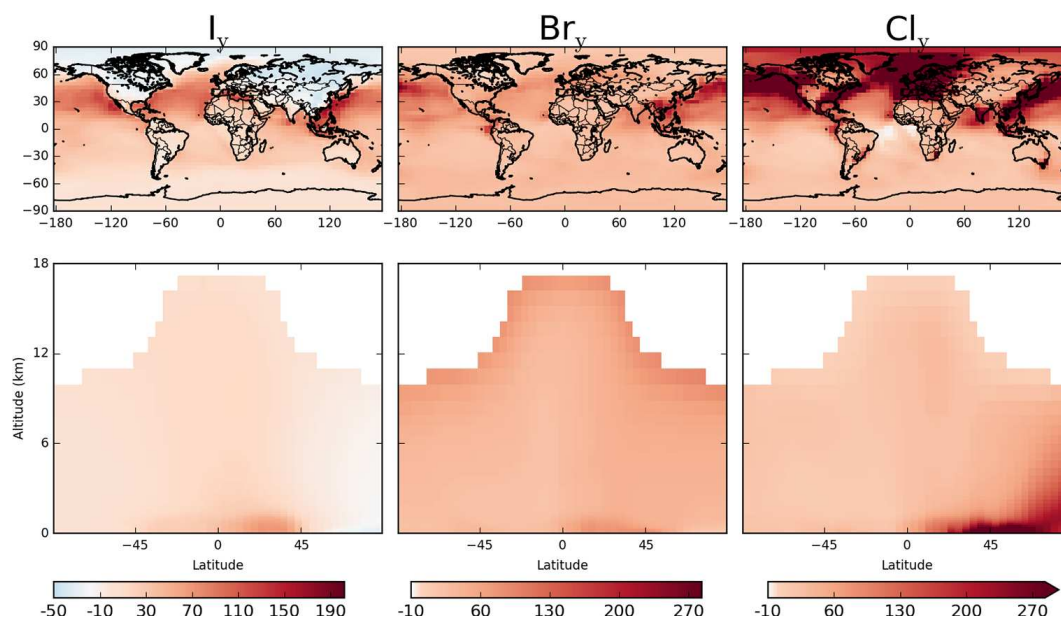 Iy Bry Cly
90
60
30
0
−30
−60
−90
−180 −120 −60 0 60 120 −180 −120 −60 0 60 120 −180 −120 −60 0 60 120
18
12
6
0
Altitude (km)
−45 0 45 −45 0 45 −45 0 45
Latitude Latitude Latitude
-50 -10 30 70 110 150 190 -10 60 130 200 270 -10 60 130 200 270